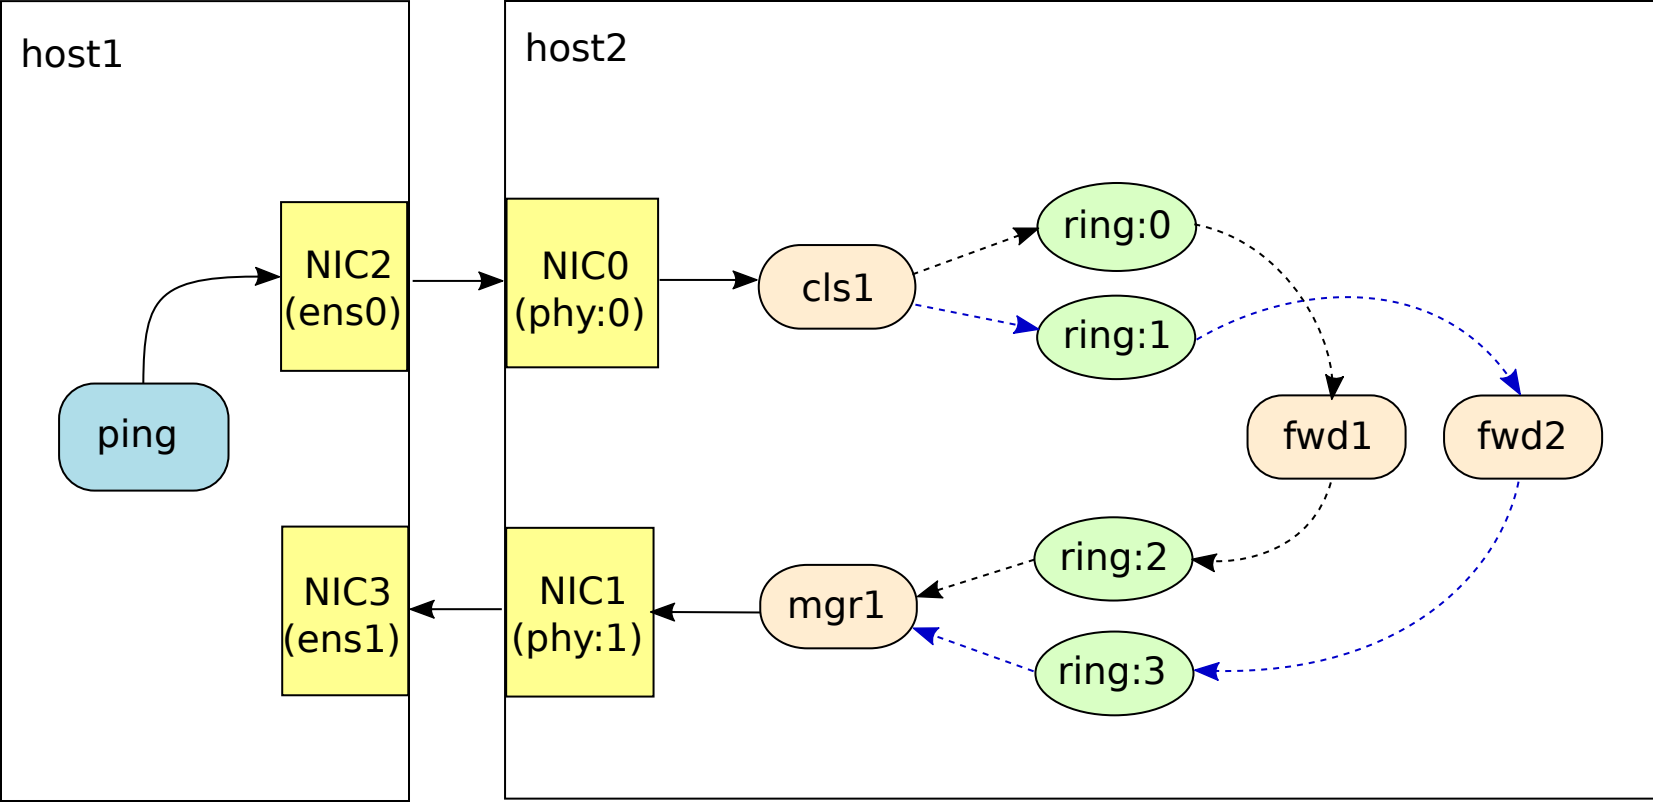 host1
host2
NIC2
(ens0)
NIC0
(phy:0)
cls1
ring:0
ring:1
ping
fwd1
fwd2
NIC3
(ens1)
NIC1
(phy:1)
mgr1
ring:2
ring:3